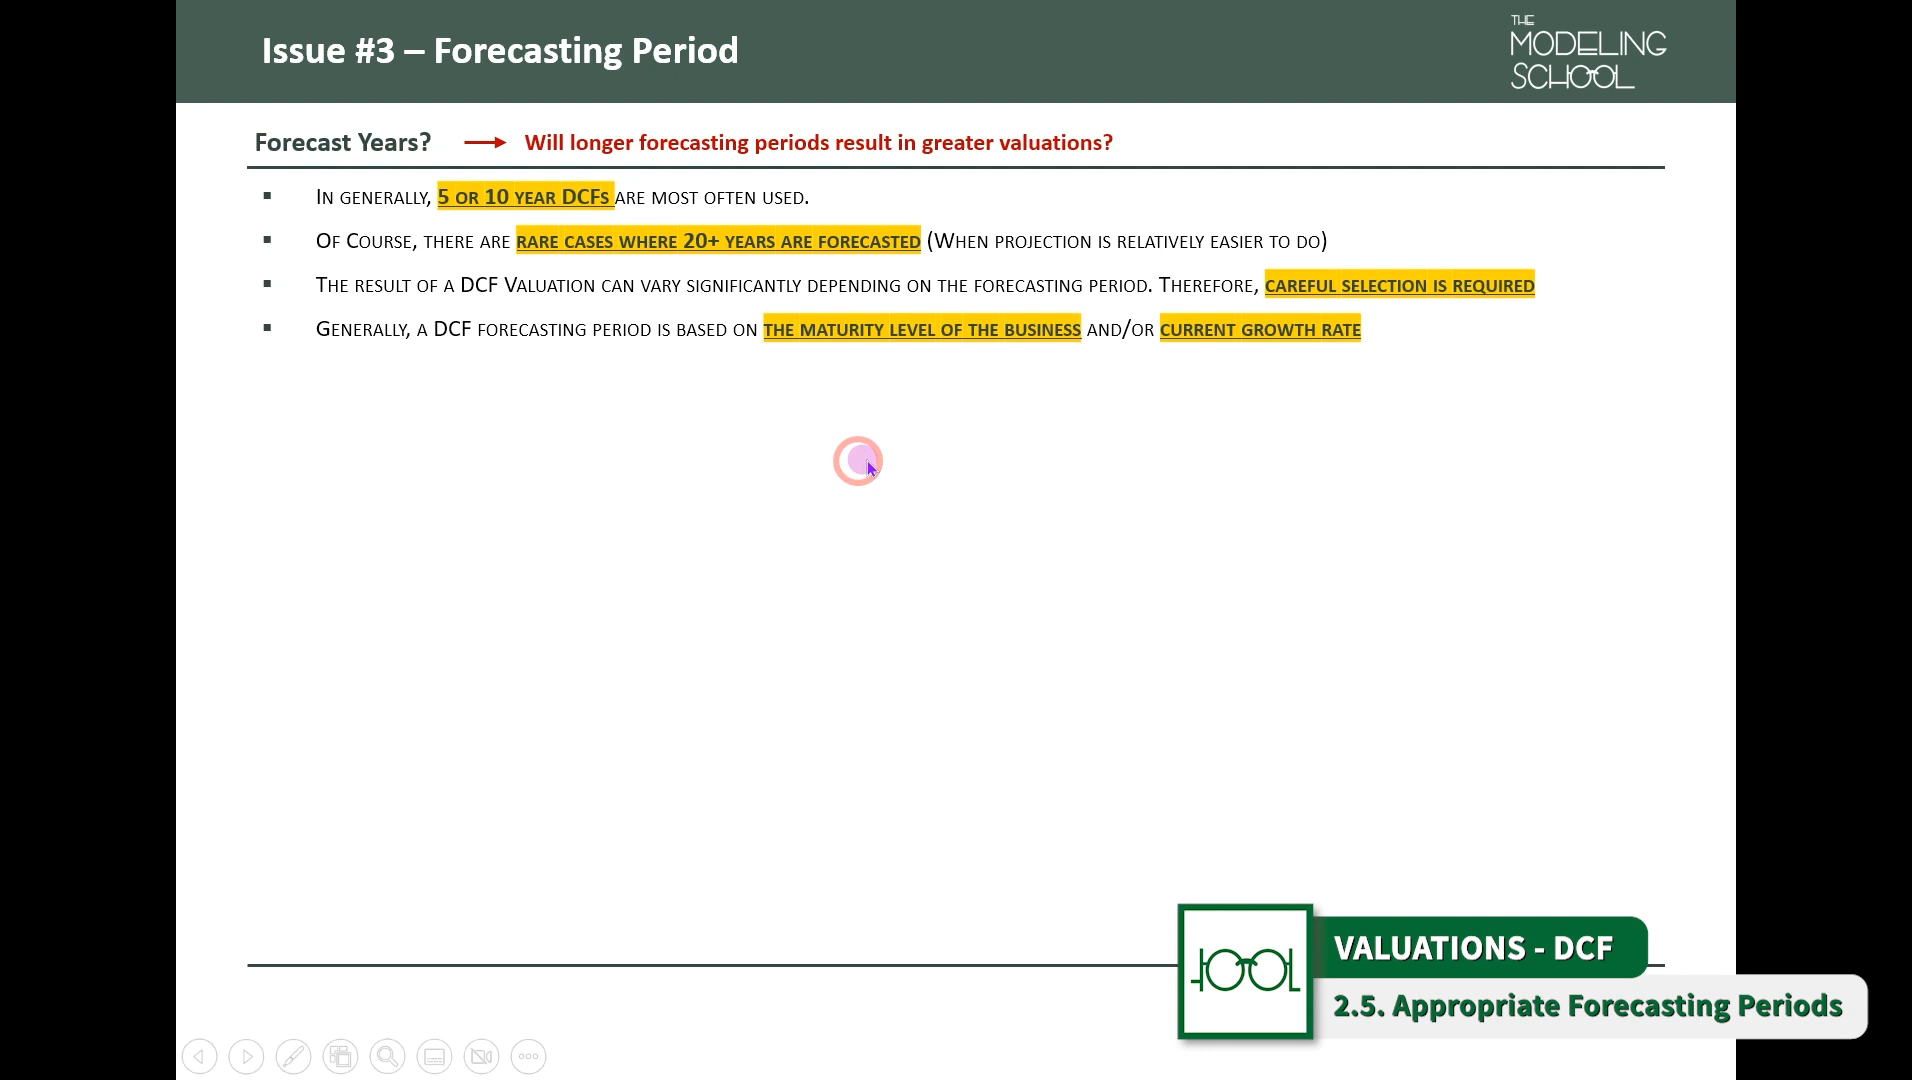 Issue #3 – Forecasting Period
THE
MODELING
SCHOOL
Forecast Years?
Will longer forecasting periods result in greater valuations?
In generally, 5 or 10 year DCFs are most often used.
Of Course, there are rare cases where 20+ years are forecasted (When projection is relatively easier to do)
The result of a DCF Valuation can vary significantly depending on the forecasting period. Therefore, careful selection is required
Generally, a DCF forecasting period is based on the maturity level of the business and/or current growth rate
VALUATIONS - DCF
2.5. Appropriate Forecasting Periods